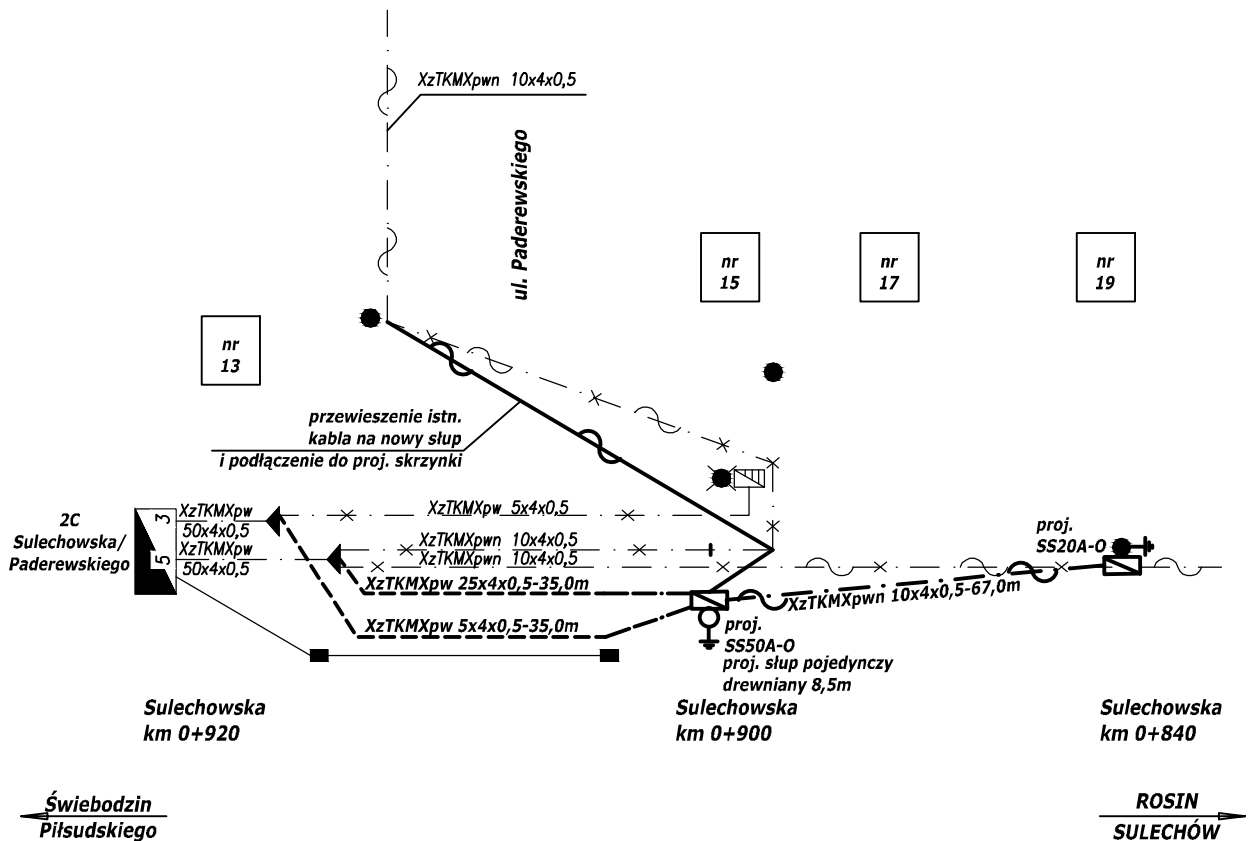 XzTKMXpwn 10x4x0,5
ul. Paderewskiego
nr
15
nr
17
nr
19
nr
13
przewieszenie istn.
kabla na nowy słup
i podłączenie do proj. skrzynki
2C
Sulechowska/
Paderewskiego
3
5
XzTKMXpw
50x4x0,5
XzTKMXpw
50x4x0,5
XzTKMXpw 5x4x0,5
XzTKMXpwn 10x4x0,5
XzTKMXpwn 10x4x0,5
XzTKMXpw 25x4x0,5-35,0m
XzTKMXpw 5x4x0,5-35,0m
proj.
SS20A-O
XzTKMXpwn 10x4x0,5-67,0m
proj.
SS50A-O
proj. słup pojedynczy
drewniany 8,5m
Sulechowska
km 0+920
Sulechowska
km 0+900
Sulechowska
km 0+840
Świebodzin
Piłsudskiego
ROSIN
SULECHÓW